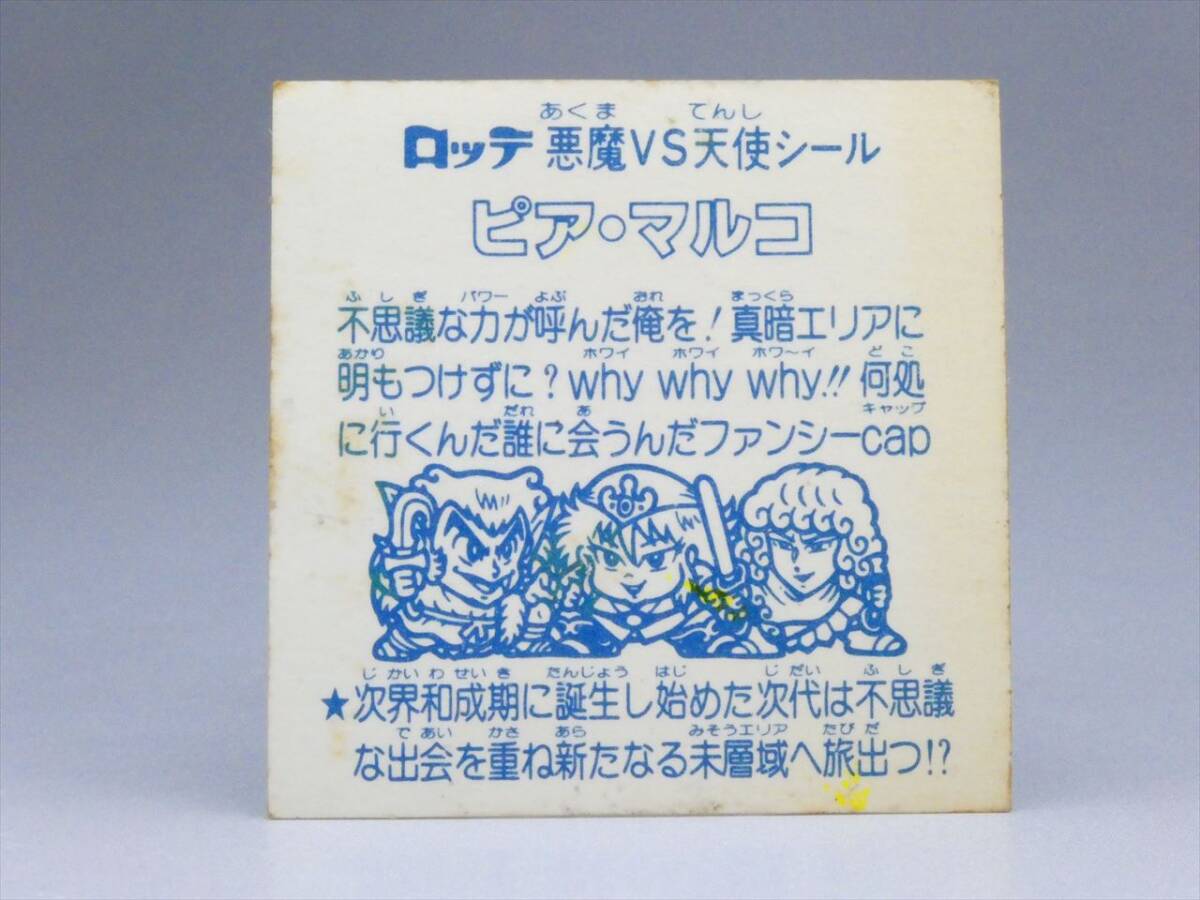 あくま てんし
ロッテ 悪魔VS天使シール
ピア・マルコ
ふしぎ パワー よぶ おれ まっくら
不思議な力が呼んだ俺を！真暗エリアに
あかり ホワイ ホワイ ホワ〜イ どこ
明もつけずに？why why why!! 何処
い だれ あ キャップ
に行くんだ誰に会うんだファンシーcap
じかいわせいき たんじょう はじ じだい ふしぎ
★次界和成期に誕生し始めた次代は不思議
であい かさ あら みそうエリア たびだ
な出会を重ね新たなる未層域へ旅出つ!?